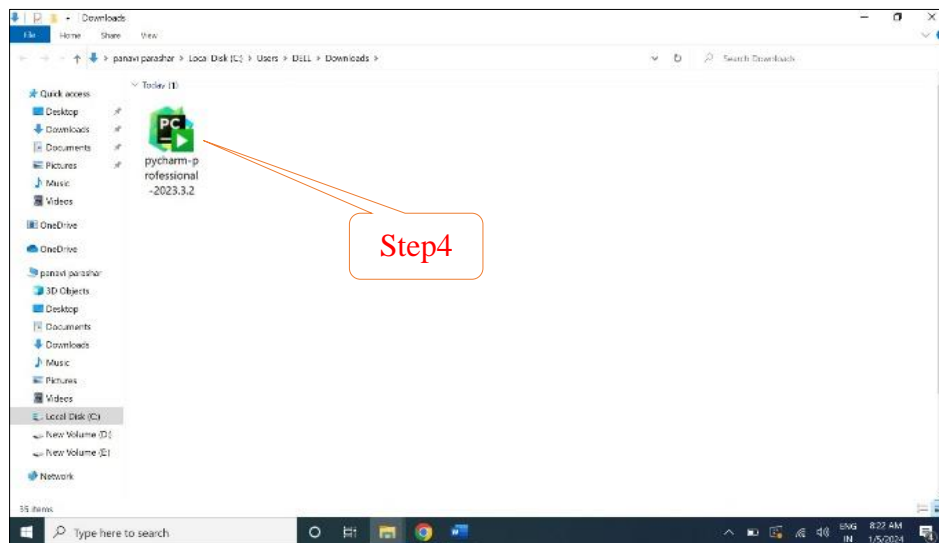 Downloads
File Home Share View
panavi parashar > Local Disk (C:) > Users > DELL > Downloads >
Search Downloads
Quick access
Desktop
Downloads
Documents
Pictures
Music
Videos
OneDrive
OneDrive
panavi parashar
3D Objects
Desktop
Documents
Downloads
Music
Pictures
Videos
Local Disk (C:)
New Volume (D:)
New Volume (E:)
Network
Today (1)
PC
pycharm-p
rofessional
-2023.3.2
Step4
35 items
Type here to search
ENG
IN
8:22 AM
1/5/2024